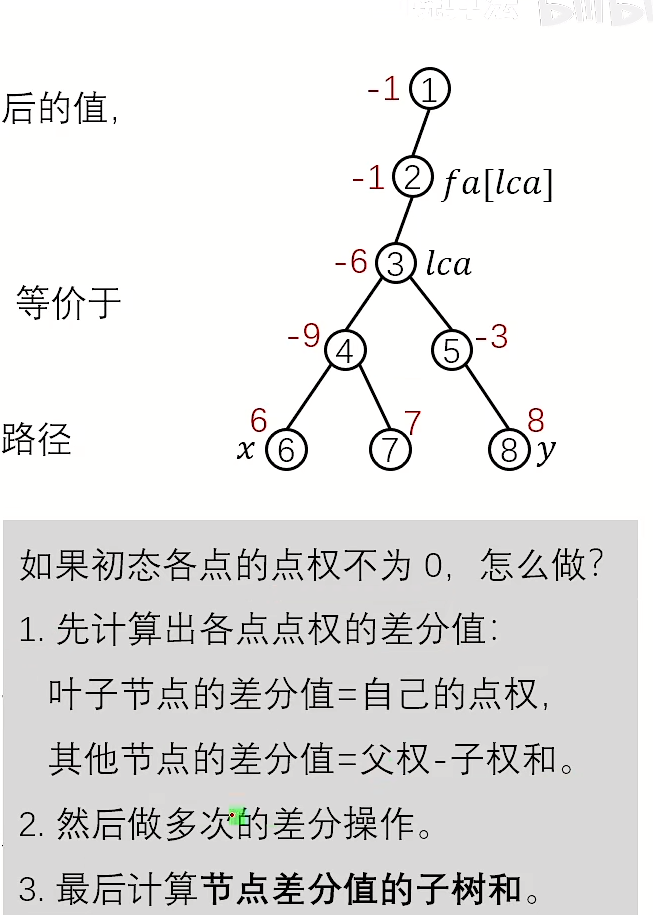 后的值，
-1 1
-1 2 fa[lca]
-6 3 lca
等价于
-9 4 5 -3
路径
6 7 8
x 6 7 8 y
如果初态各点的点权不为 0，怎么做？
1. 先计算出各点点权的差分值：
叶子节点的差分值=自己的点权，
其他节点的差分值=父权-子权和。
2. 然后做多次的差分操作。
3. 最后计算节点差分值的子树和。